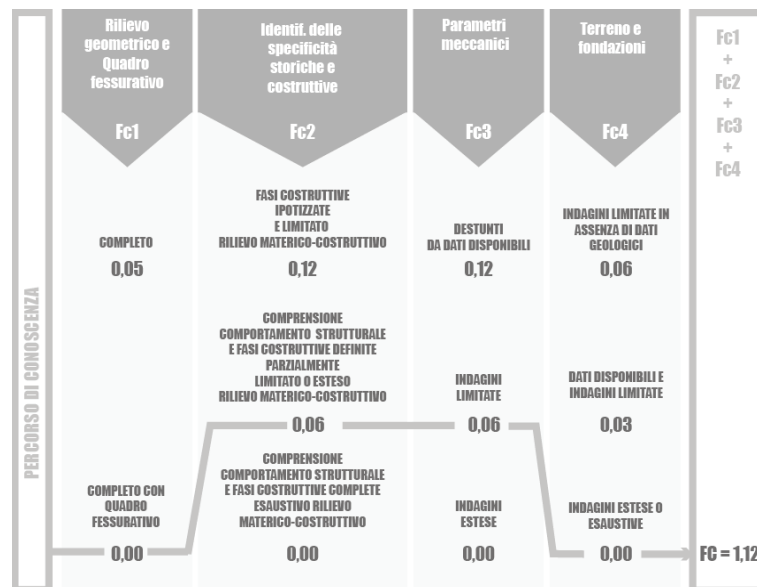 PERCORSO DI CONOSCENZA
Rilievo
geometrico e
Quadro
fessurativo
Fc1
COMPLETO
0,05
COMPLETO CON
QUADRO
FESSURATIVO
0,00
Identif. delle
specificità
storiche e
costruttive
Fc2
FASI COSTRUTTIVE
IPOTIZZATE
E LIMITATO
RILIEVO MATERICO-COSTRUTTIVO
0,12
COMPRENSIONE
COMPORTAMENTO STRUTTURALE
E FASI COSTRUTTIVE DEFINITE
PARZIALMENTE
LIMITATO O ESTESO
RILIEVO MATERICO-COSTRUTTIVO
0,06
COMPRENSIONE
COMPORTAMENTO STRUTTURALE
E FASI COSTRUTTIVE COMPLETE
ESAUSTIVO RILIEVO
MATERICO-COSTRUTTIVO
0,00
Parametri
meccanici
Fc3
DESTUNTI
DA DATI DISPONIBILI
0,12
INDAGINI
LIMITATE
0,06
INDAGINI
ESTESE
0,00
Terreno e
fondazioni
Fc4
INDAGINI LIMITATE IN
ASSENZA DI DATI
GEOLOGICI
0,06
DATI DISPONIBILI E
INDAGINI LIMITATE
0,03
INDAGINI ESTESE O
ESAUSTIVE
0,00
Fc1
+
Fc2
+
Fc3
+
Fc4
FC = 1,12